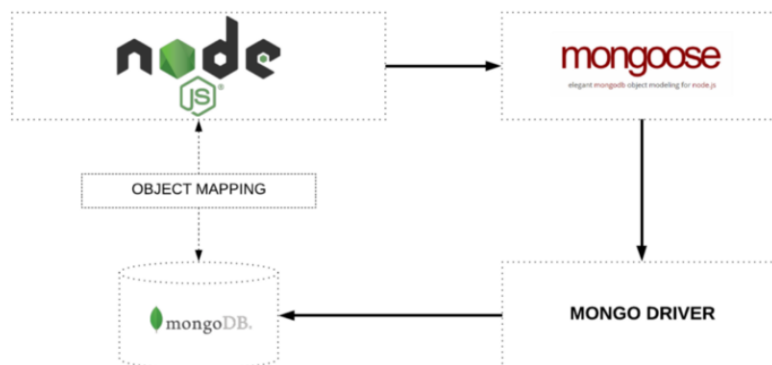 node
JS®
mongoose
elegant mongodb object modeling for node.js
OBJECT MAPPING
mongoDB.
MONGO DRIVER